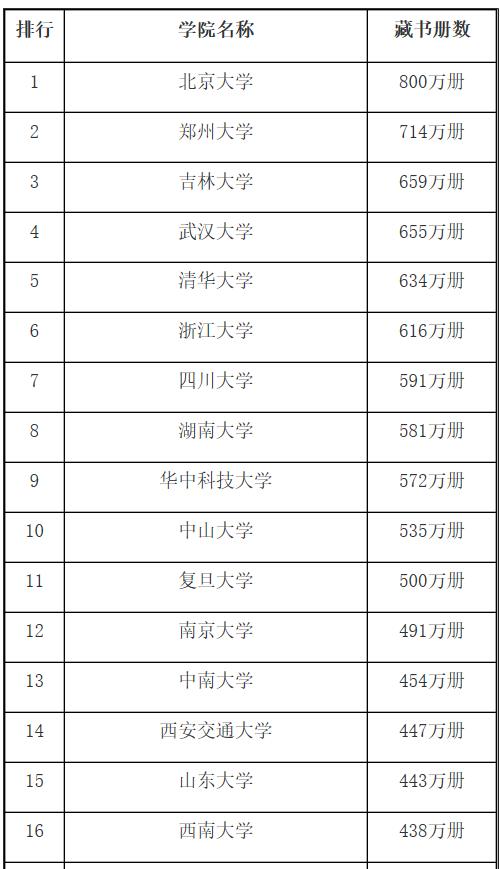 排行 学院名称 藏书册数
1 北京大学 800万册
2 郑州大学 714万册
3 吉林大学 659万册
4 武汉大学 655万册
5 清华大学 634万册
6 浙江大学 616万册
7 四川大学 591万册
8 湖南大学 581万册
9 华中科技大学 572万册
10 中山大学 535万册
11 复旦大学 500万册
12 南京大学 491万册
13 中南大学 454万册
14 西安交通大学 447万册
15 山东大学 443万册
16 西南大学 438万册